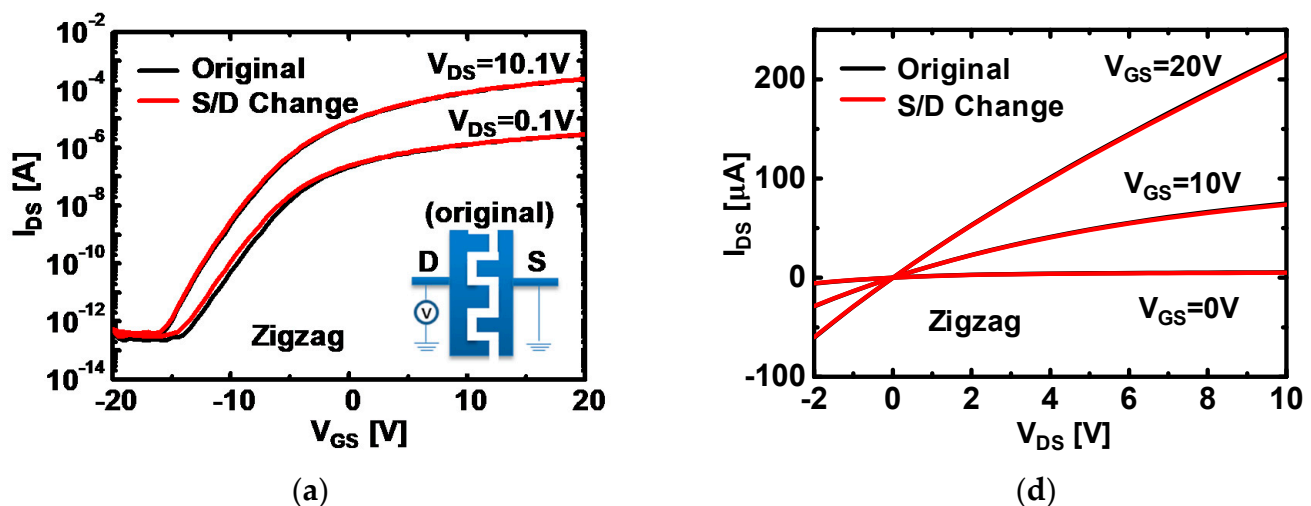 10⁻²
10⁻⁴
10⁻⁶
10⁻⁸
10⁻¹⁰
10⁻¹²
10⁻¹⁴
I_DS [A]
Original
S/D Change
V_DS=10.1V
V_DS=0.1V
(original)
D
S
V
Zigzag
-20
-10
0
10
20
V_GS [V]
(a)
200
100
0
-100
I_DS [μA]
Original
S/D Change
V_GS=20V
V_GS=10V
V_GS=0V
Zigzag
-2
0
2
4
6
8
10
V_DS [V]
(d)